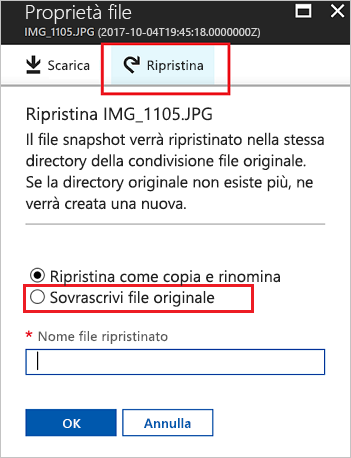 Proprietà file
IMG_1105.JPG (2017-10-04T19:45:18.0000000Z)
Scarica
Ripristina
Ripristina IMG_1105.JPG
Il file snapshot verrà ripristinato nella stessa
directory della condivisione file originale.
Se la directory originale non esiste più, ne
verrà creata una nuova.
Ripristina come copia e rinomina
Sovrascrivi file originale
* Nome file ripristinato
OK
Annulla